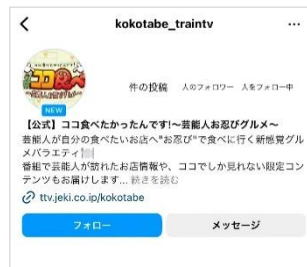 kokotabe_traintv
ココ食べ
NEW
件の投稿 人のフォロワー 人をフォロー中
【公式】ココ食べたかったんです!〜芸能人お忍びグルメ〜
芸能人が自分の食べたいお店へ"お忍び"で食べに行く新感覚グル
メバラエティ🍽️
番組で芸能人が訪れたお店情報や、ココでしか見れない限定コン
テンツもお届けします... 続きを読む
ttv.jeki.co.jp/kokotabe
フォロー メッセージ